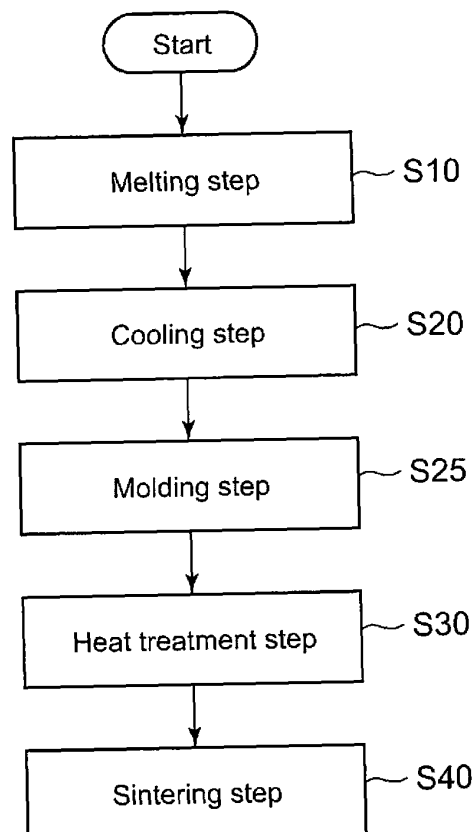 Start
Melting step
S10
Cooling step
S20
Molding step
S25
Heat treatment step
S30
Sintering step
S40